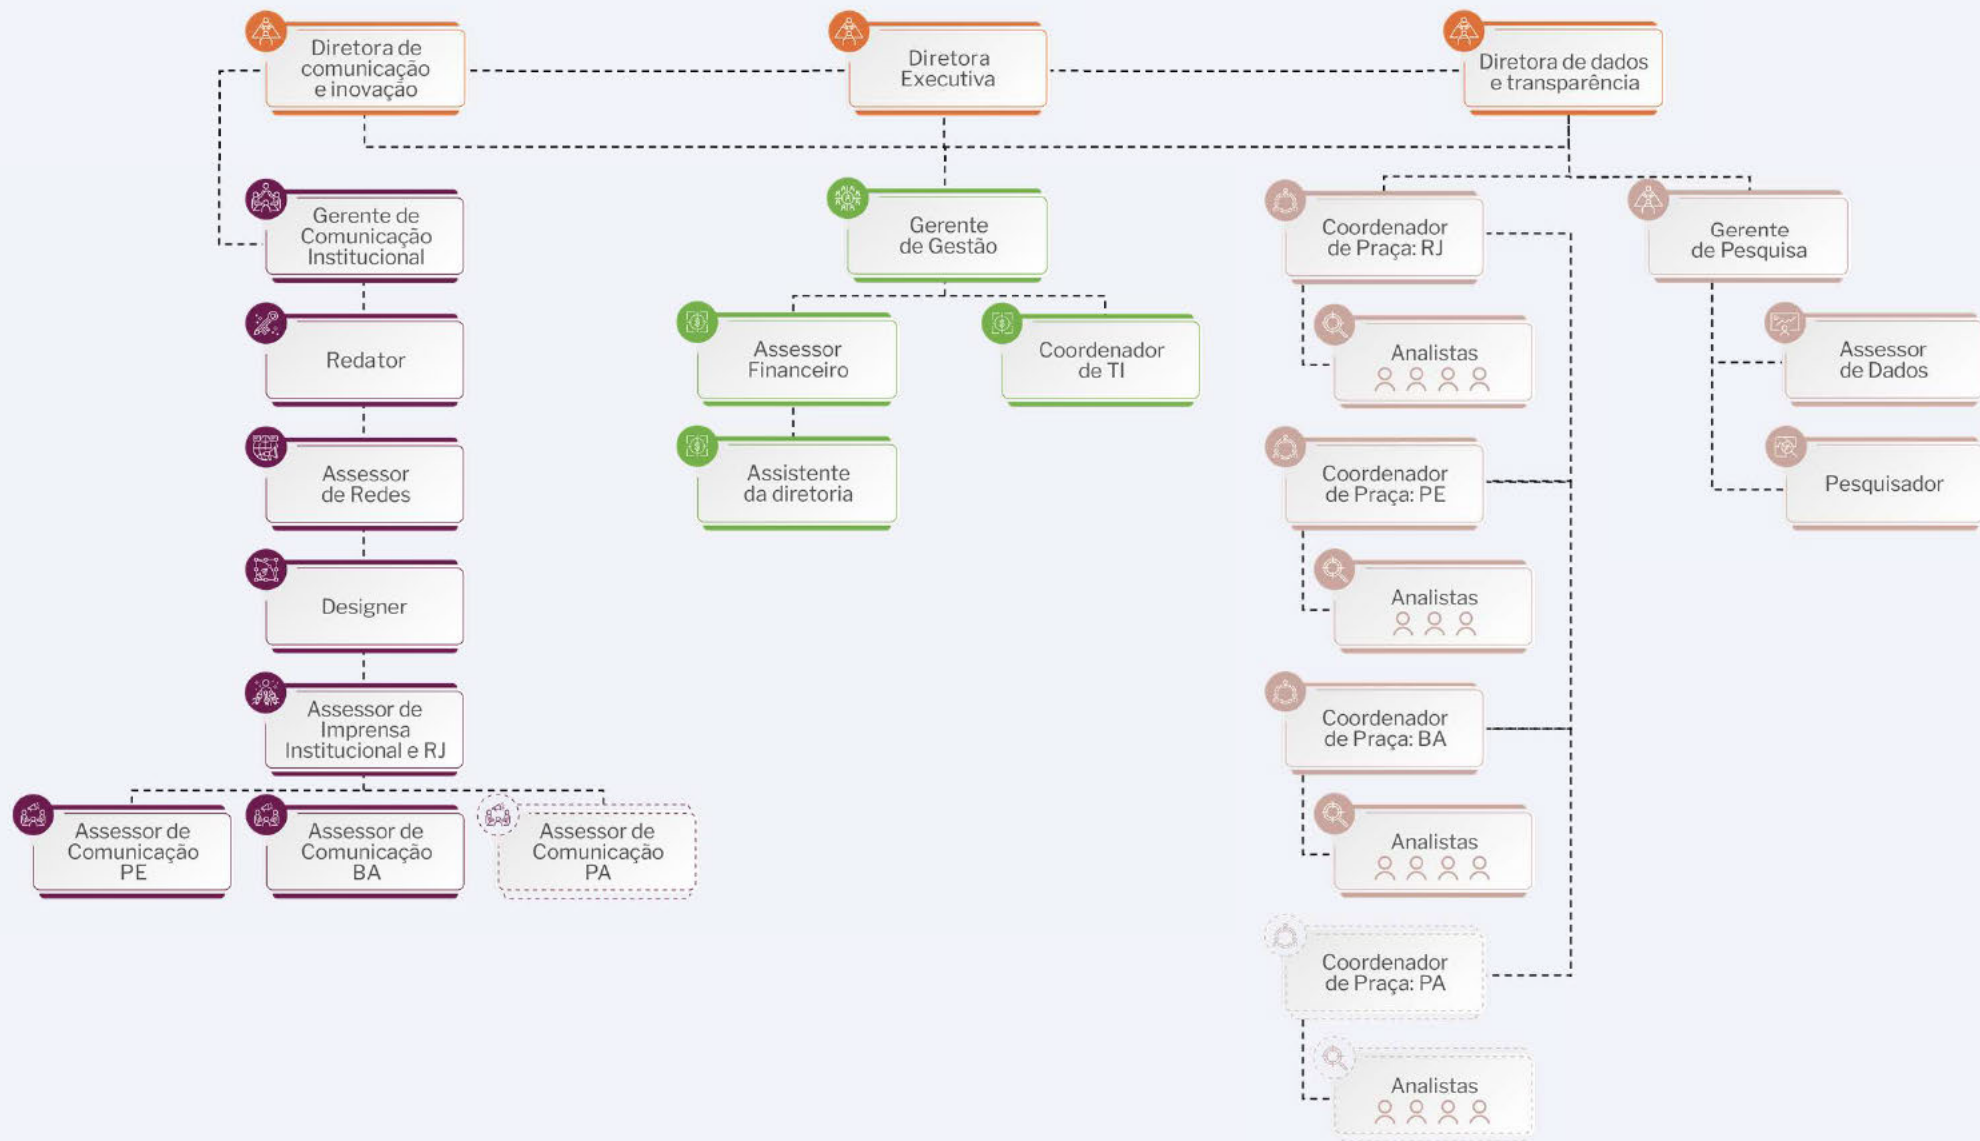 Diretora de
comunicação
e inovação
Diretora
Executiva
Diretora de dados
e transparência
Gerente de
Comunicação
Institucional
Redator
Assessor
de Redes
Designer
Assessor de
Imprensa
Institucional e RJ
Assessor de
Comunicação
PE
Assessor de
Comunicação
BA
Assessor de
Comunicação
PA
Gerente
de Gestão
Assessor
Financeiro
Coordenador
de TI
Assistente
da diretoria
Coordenador
de Praça: RJ
Analistas
Coordenador
de Praça: PE
Analistas
Coordenador
de Praça: BA
Analistas
Coordenador
de Praça: PA
Analistas
Gerente
de Pesquisa
Assessor
de Dados
Pesquisador